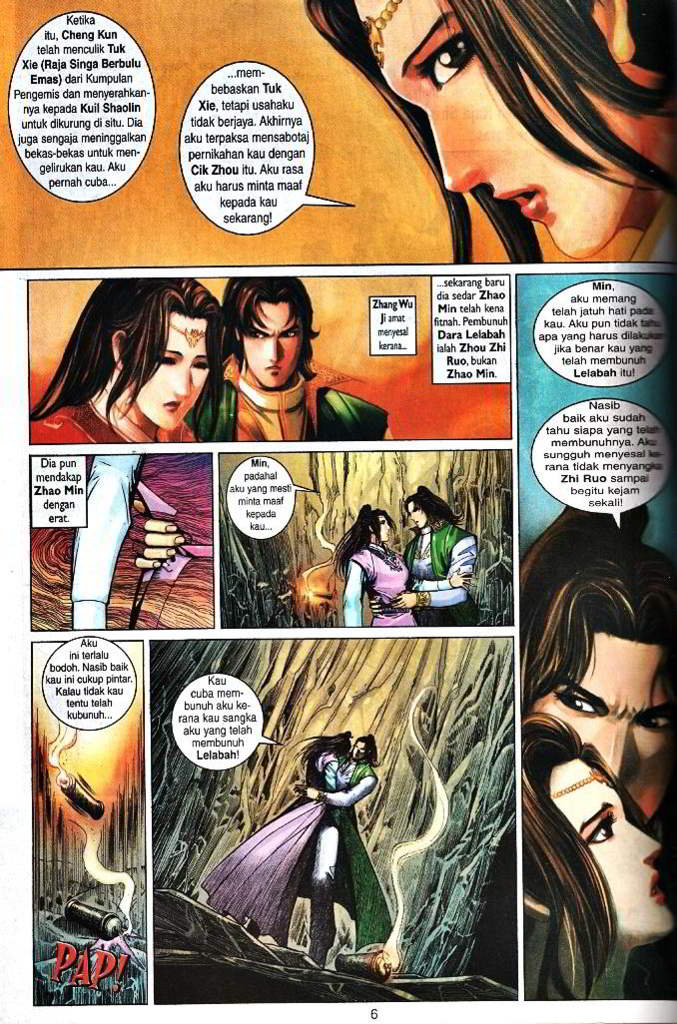 Ketika
itu, Cheng Kun
telah menculik Tuk
Xie (Raja Singa Berbulu
Emas) dari Kumpulan
Pengemis dan menyerahkan-
nya kepada Kuil Shaolin
untuk dikurung di situ. Dia
juga sengaja meninggalkan
bekas-bekas untuk men-
gelirukan kau. Aku
pernah cuba...
...mem-
bebaskan Tuk
Xie, tetapi usahaku
tidak berjaya. Akhirnya
aku terpaksa mensabotaj
pernikahan kau dengan
Cik Zhou itu. Aku rasa
aku harus minta maaf
kepada kau
sekarang!
Zhang Wu
Ji amat
menyesal
kerana...
...sekarang baru
dia sedar Zhao
Min telah kena
fitnah. Pembunuh
Dara Lelabah
ialah Zhou Zhi
Ruo, bukan
Zhao Min.
Min,
aku memang
telah jatuh hati pada
kau. Aku pun tidak tahu
apa yang harus dilakukan
jika benar kau yang
telah membunuh
Lelabah itu!
Nasib
baik aku sudah
tahu siapa yang telah
membunuhnya. Aku
sungguh menyesal ke-
rana tidak menyangka
Zhi Ruo sampai
begitu kejam
sekali!
Dia pun
mendakap
Zhao Min
dengan
erat.
Min,
padahal
aku yang mesti
minta maaf
kepada
kau...
Aku
ini terlalu
bodoh. Nasib baik
kau ini cukup pintar.
Kalau tidak kau
tentu telah
kubunuh...
Kau
cuba mem-
bunuh aku ke-
rana kau sangka
aku yang telah
membunuh
Lelabah!
PAP!
6